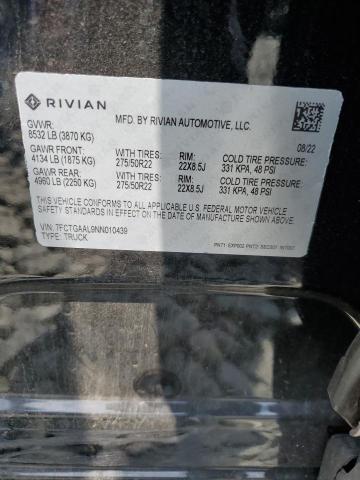 RIVIAN
MFD. BY RIVIAN AUTOMOTIVE, LLC.
08/22
GVWR:
8532 LB (3870 KG)
GAWR FRONT: WITH TIRES: RIM: COLD TIRE PRESSURE:
4134 LB (1875 KG) 275/50R22 22X8.5J 331 KPA, 48 PSI
GAWR REAR: WITH TIRES: RIM: COLD TIRE PRESSURE:
4960 LB (2250 KG) 275/50R22 22X8.5J 331 KPA, 48 PSI
THIS VEHICLE CONFORMS TO ALL APPLICABLE U.S. FEDERAL MOTOR VEHICLE
SAFETY STANDARDS IN EFFECT ON THE DATE OF MANUFACTURE SHOWN ABOVE.
VIN: 7FCTGAAL9NN010439
TYPE: TRUCK